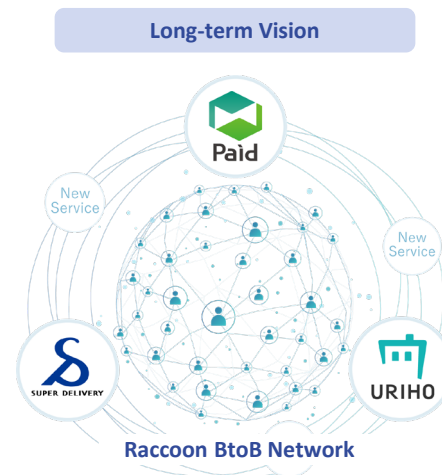 Long-term Vision
Paid
New
Service
New
Service
SUPER DELIVERY
URIHO
Raccoon BtoB Network